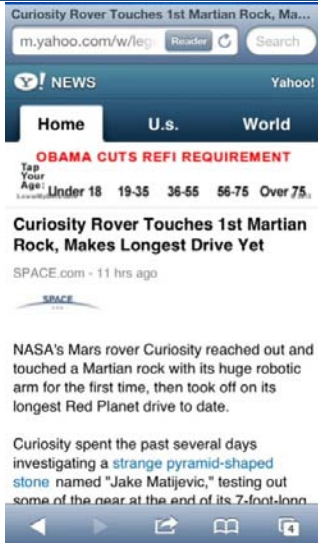 Curiosity Rover Touches 1st Martian Rock, Ma...
m.yahoo.com/w/leg
Reader
Search
Y! NEWS
Yahoo!
Home
U.s.
World
OBAMA CUTS REFI REQUIREMENT
Tap
Your
Age:
Under 18 19-35 36-55 56-75 Over 75
Curiosity Rover Touches 1st Martian
Rock, Makes Longest Drive Yet
SPACE.com - 11 hrs ago
SPACE
NASA's Mars rover Curiosity reached out and
touched a Martian rock with its huge robotic
arm for the first time, then took off on its
longest Red Planet drive to date.
Curiosity spent the past several days
investigating a strange pyramid-shaped
stone named "Jake Matijevic," testing out
some of the gear at the end of its 7-foot-long
4